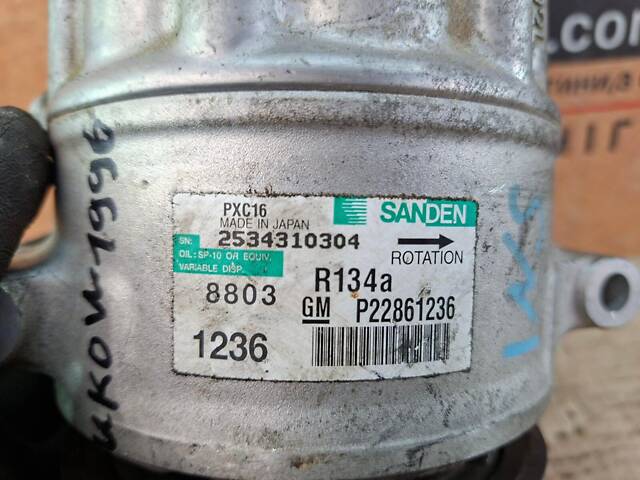 PXC16
MADE IN JAPAN
SANDEN
SN: 2534310304
ROTATION
OIL: SP-10 OR EQUIV.
VARIABLE DISP.
8803
R134a
GM P22861236
1236
.com